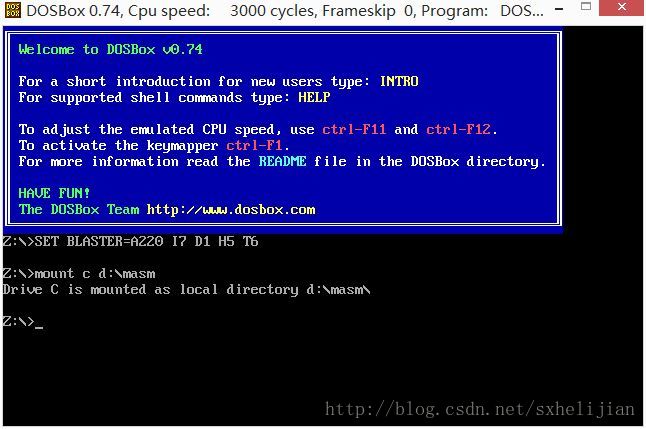 DOS
BOX
DOSBox 0.74, Cpu speed: 3000 cycles, Frameskip 0, Program: DOS...
Welcome to DOSBox v0.74
For a short introduction for new users type: INTRO
For supported shell commands type: HELP
To adjust the emulated CPU speed, use ctrl-F11 and ctrl-F12.
To activate the keymapper ctrl-F1.
For more information read the README file in the DOSBox directory.
HAVE FUN!
The DOSBox Team http://www.dosbox.com
Z:\>SET BLASTER=A220 I7 D1 H5 T6
Z:\>mount c d:\masm
Drive C is mounted as local directory d:\masm\
Z:\>_
http://blog.csdn.net/sxhelijian